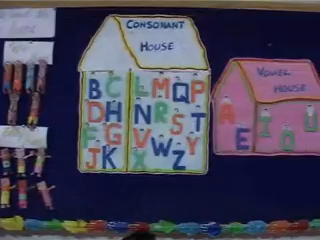 CONSONANT
HOUSE
B C L M Q P
D H N R S T
F G V W Y
J K X Z
VOWEL
HOUSE
A I U
E O